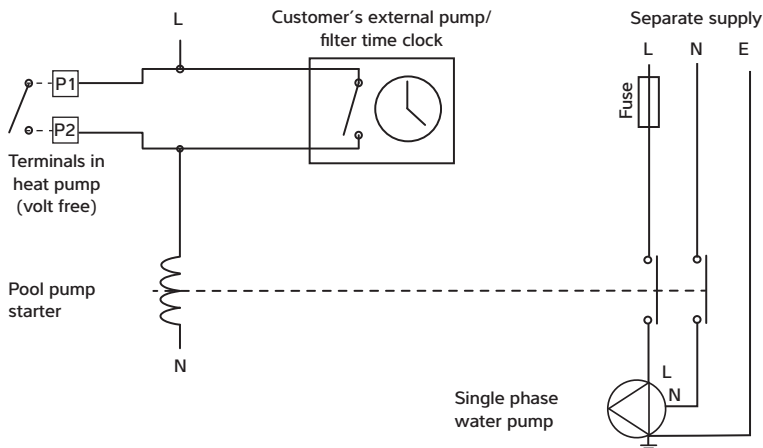 L
Customer's external pump/
filter time clock
Separate supply
L N E
P1
P2
Fuse
Terminals in
heat pump
(volt free)
Pool pump
starter
N
L
N
Single phase
water pump